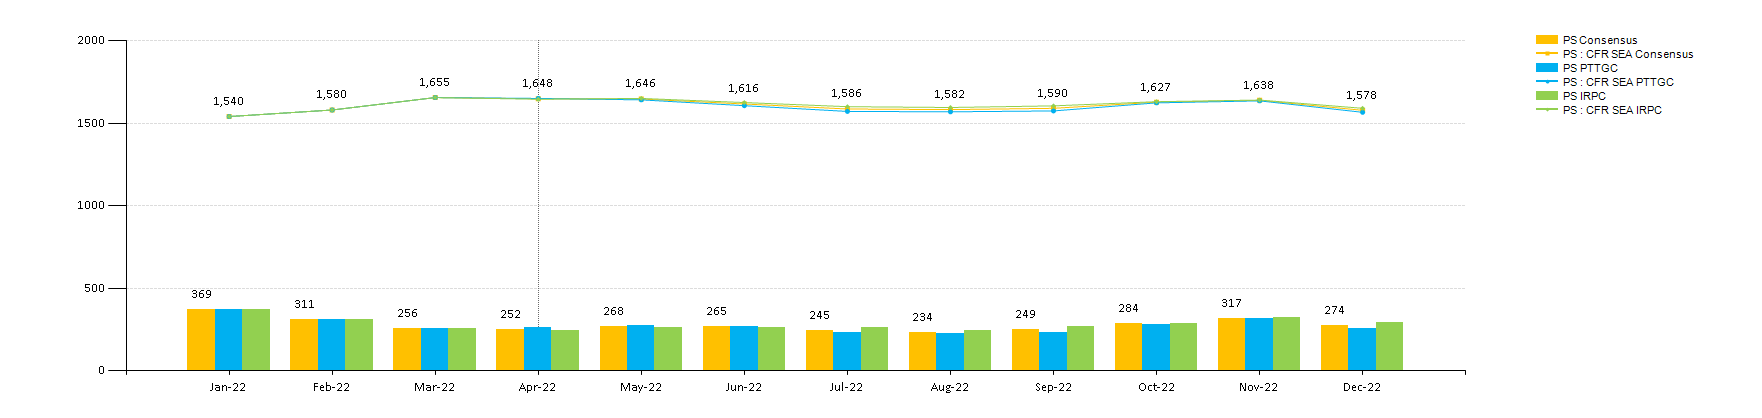 2000
1500
1000
500
0
1,540
1,580
1,655
1,648
1,646
1,616
1,586
1,582
1,590
1,627
1,638
1,578
369
311
256
252
268
265
245
234
249
284
317
274
Jan-22
Feb-22
Mar-22
Apr-22
May-22
Jun-22
Jul-22
Aug-22
Sep-22
Oct-22
Nov-22
Dec-22
PS Consensus
PS : CFR SEA Consensus
PS PTTGC
PS : CFR SEA PTTGC
PS IRPC
PS : CFR SEA IRPC